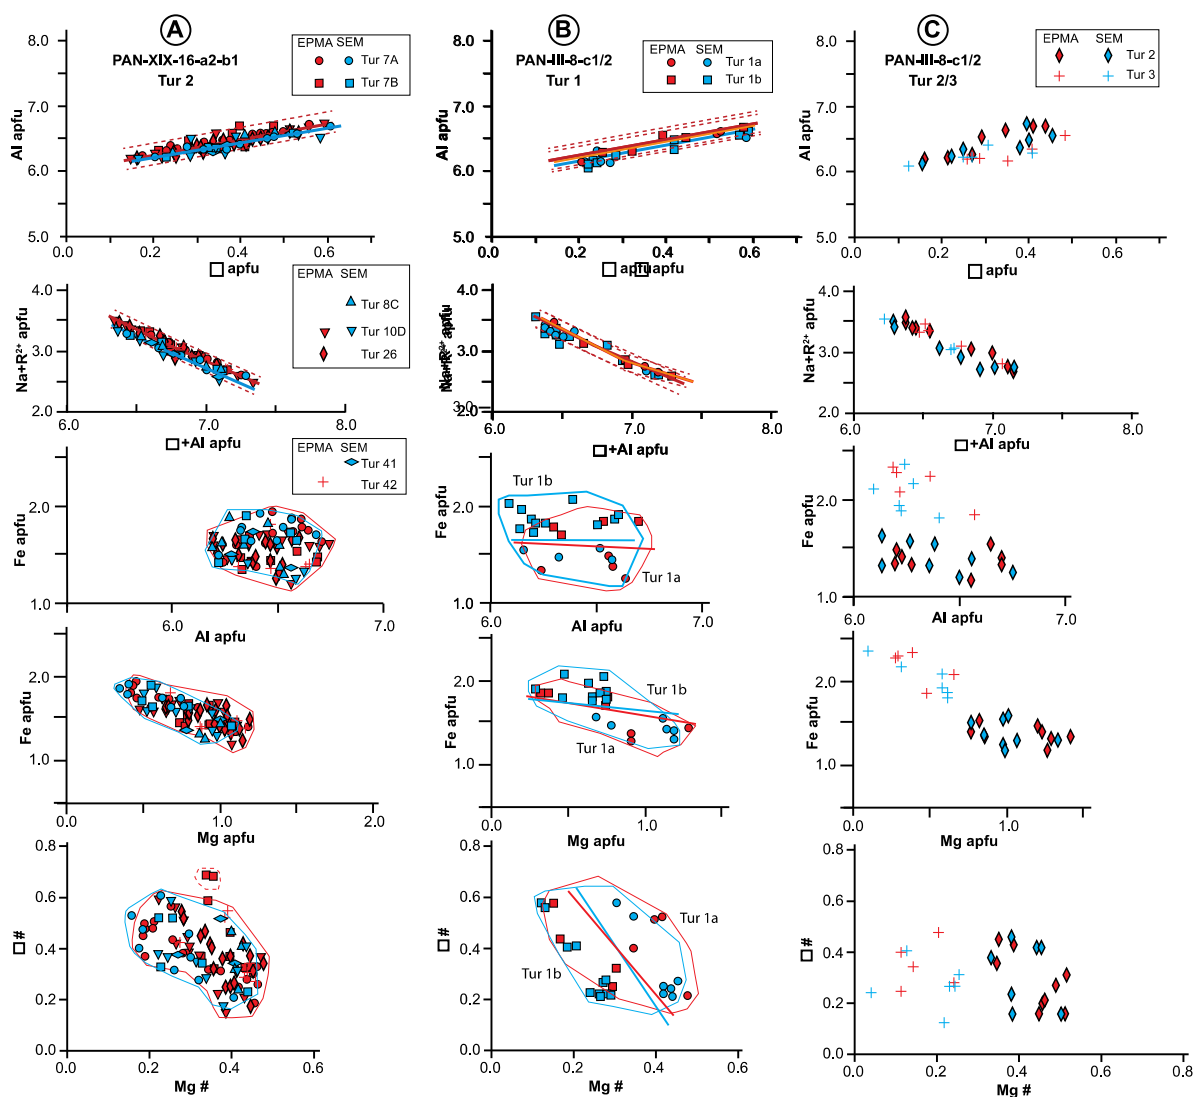 A
PAN-XIX-16-a2-b1
Tur 2
EPMA SEM
Tur 7A
Tur 7B
Al apfu
8.0
7.0
6.0
5.0
0.0 0.2 0.4 0.6
□ apfu
EPMA SEM
Tur 8C
Tur 10D
Tur 26
Na+R²⁺ apfu
4.0
3.0
2.0
6.0 7.0 8.0
□+Al apfu
EPMA SEM
Tur 41
Tur 42
Fe apfu
2.0
1.0
6.0 7.0
Al apfu
Fe apfu
2.0
1.0
0.0 1.0 2.0
Mg apfu
□#
0.8
0.6
0.4
0.2
0.0
0.0 0.2 0.4 0.6
Mg #
B
PAN-III-8-c1/2
Tur 1
EPMA SEM
Tur 1a
Tur 1b
Al apfu
8.0
7.0
6.0
5.0
0.0 0.2 0.4 0.6
□ apfu □ apfu
Na+R²⁺ apfu
4.0
3.0
2.0
3.0
6.0 7.0 8.0
□+Al apfu
Tur 1b
Tur 1a
Fe apfu
2.0
1.0
6.0 7.0
Al apfu
Tur 1b
Tur 1a
Fe apfu
2.0
1.0
0.0 1.0
Mg apfu
Tur 1a
Tur 1b
□#
0.8
0.6
0.4
0.2
0.0
0.0 0.2 0.4 0.6
Mg #
C
PAN-III-8-c1/2
Tur 2/3
EPMA SEM
Tur 2
Tur 3
Al apfu
8.0
7.0
6.0
5.0
0.0 0.2 0.4 0.6
□ apfu
Na+R²⁺ apfu
4.0
3.0
2.0
6.0 7.0 8.0
□+Al apfu
Fe apfu
2.0
1.0
6.0 7.0
Al apfu
Fe apfu
2.0
1.0
0.0 1.0
Mg apfu
□#
0.8
0.6
0.4
0.2
0.0
0.0 0.2 0.4 0.6 0.8
Mg #